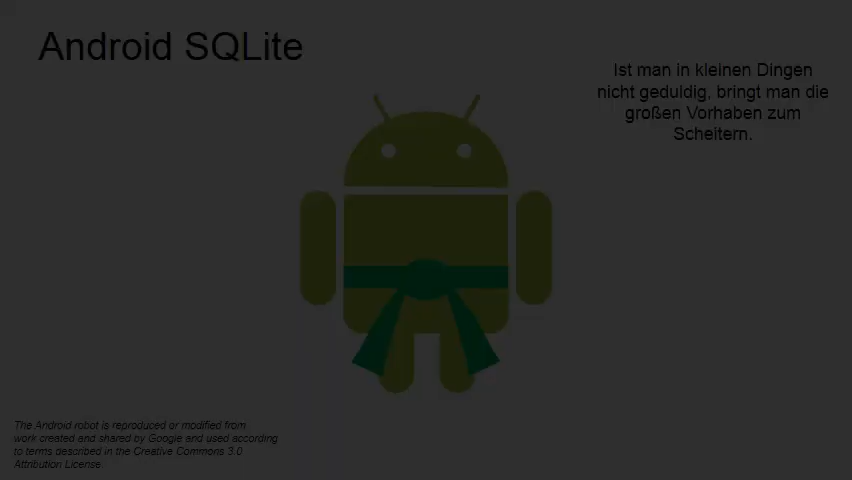 Android SQLite
Ist man in kleinen Dingen
nicht geduldig, bringt man die
großen Vorhaben zum
Scheitern.
The Android robot is reproduced or modified from
work created and shared by Google and used according
to terms described in the Creative Commons 3.0
Attribution License.